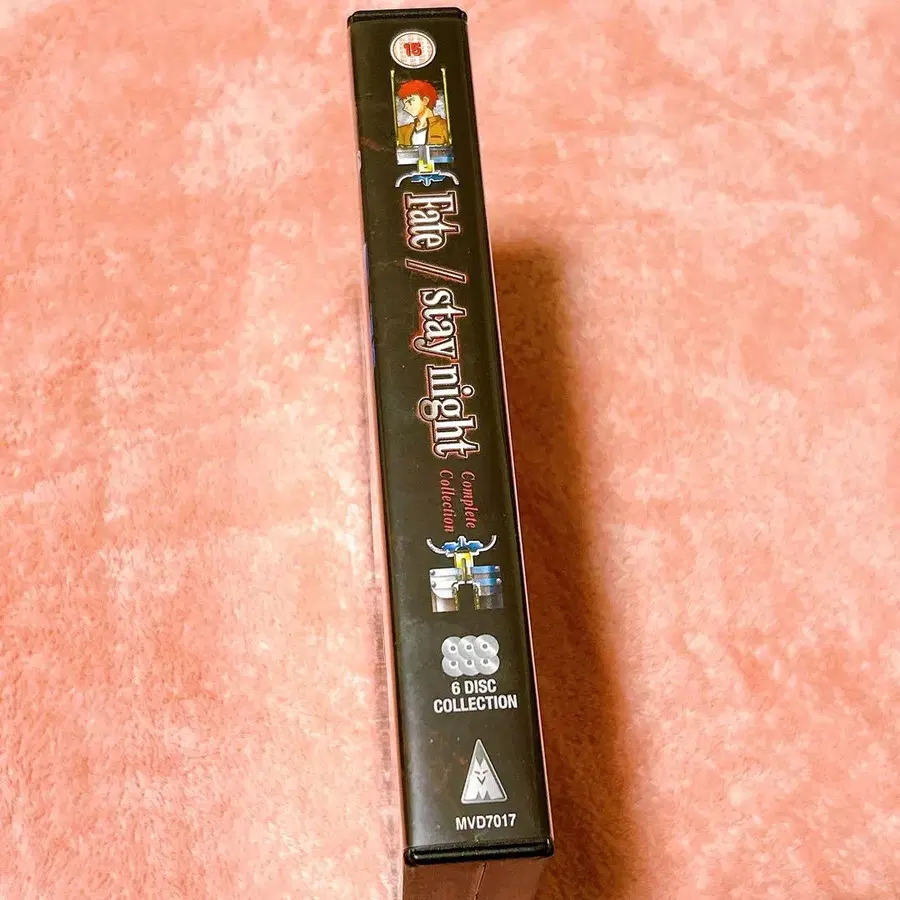 15
Fate/stay night
Complete
Collection
6 DISC
COLLECTION
MVD7017